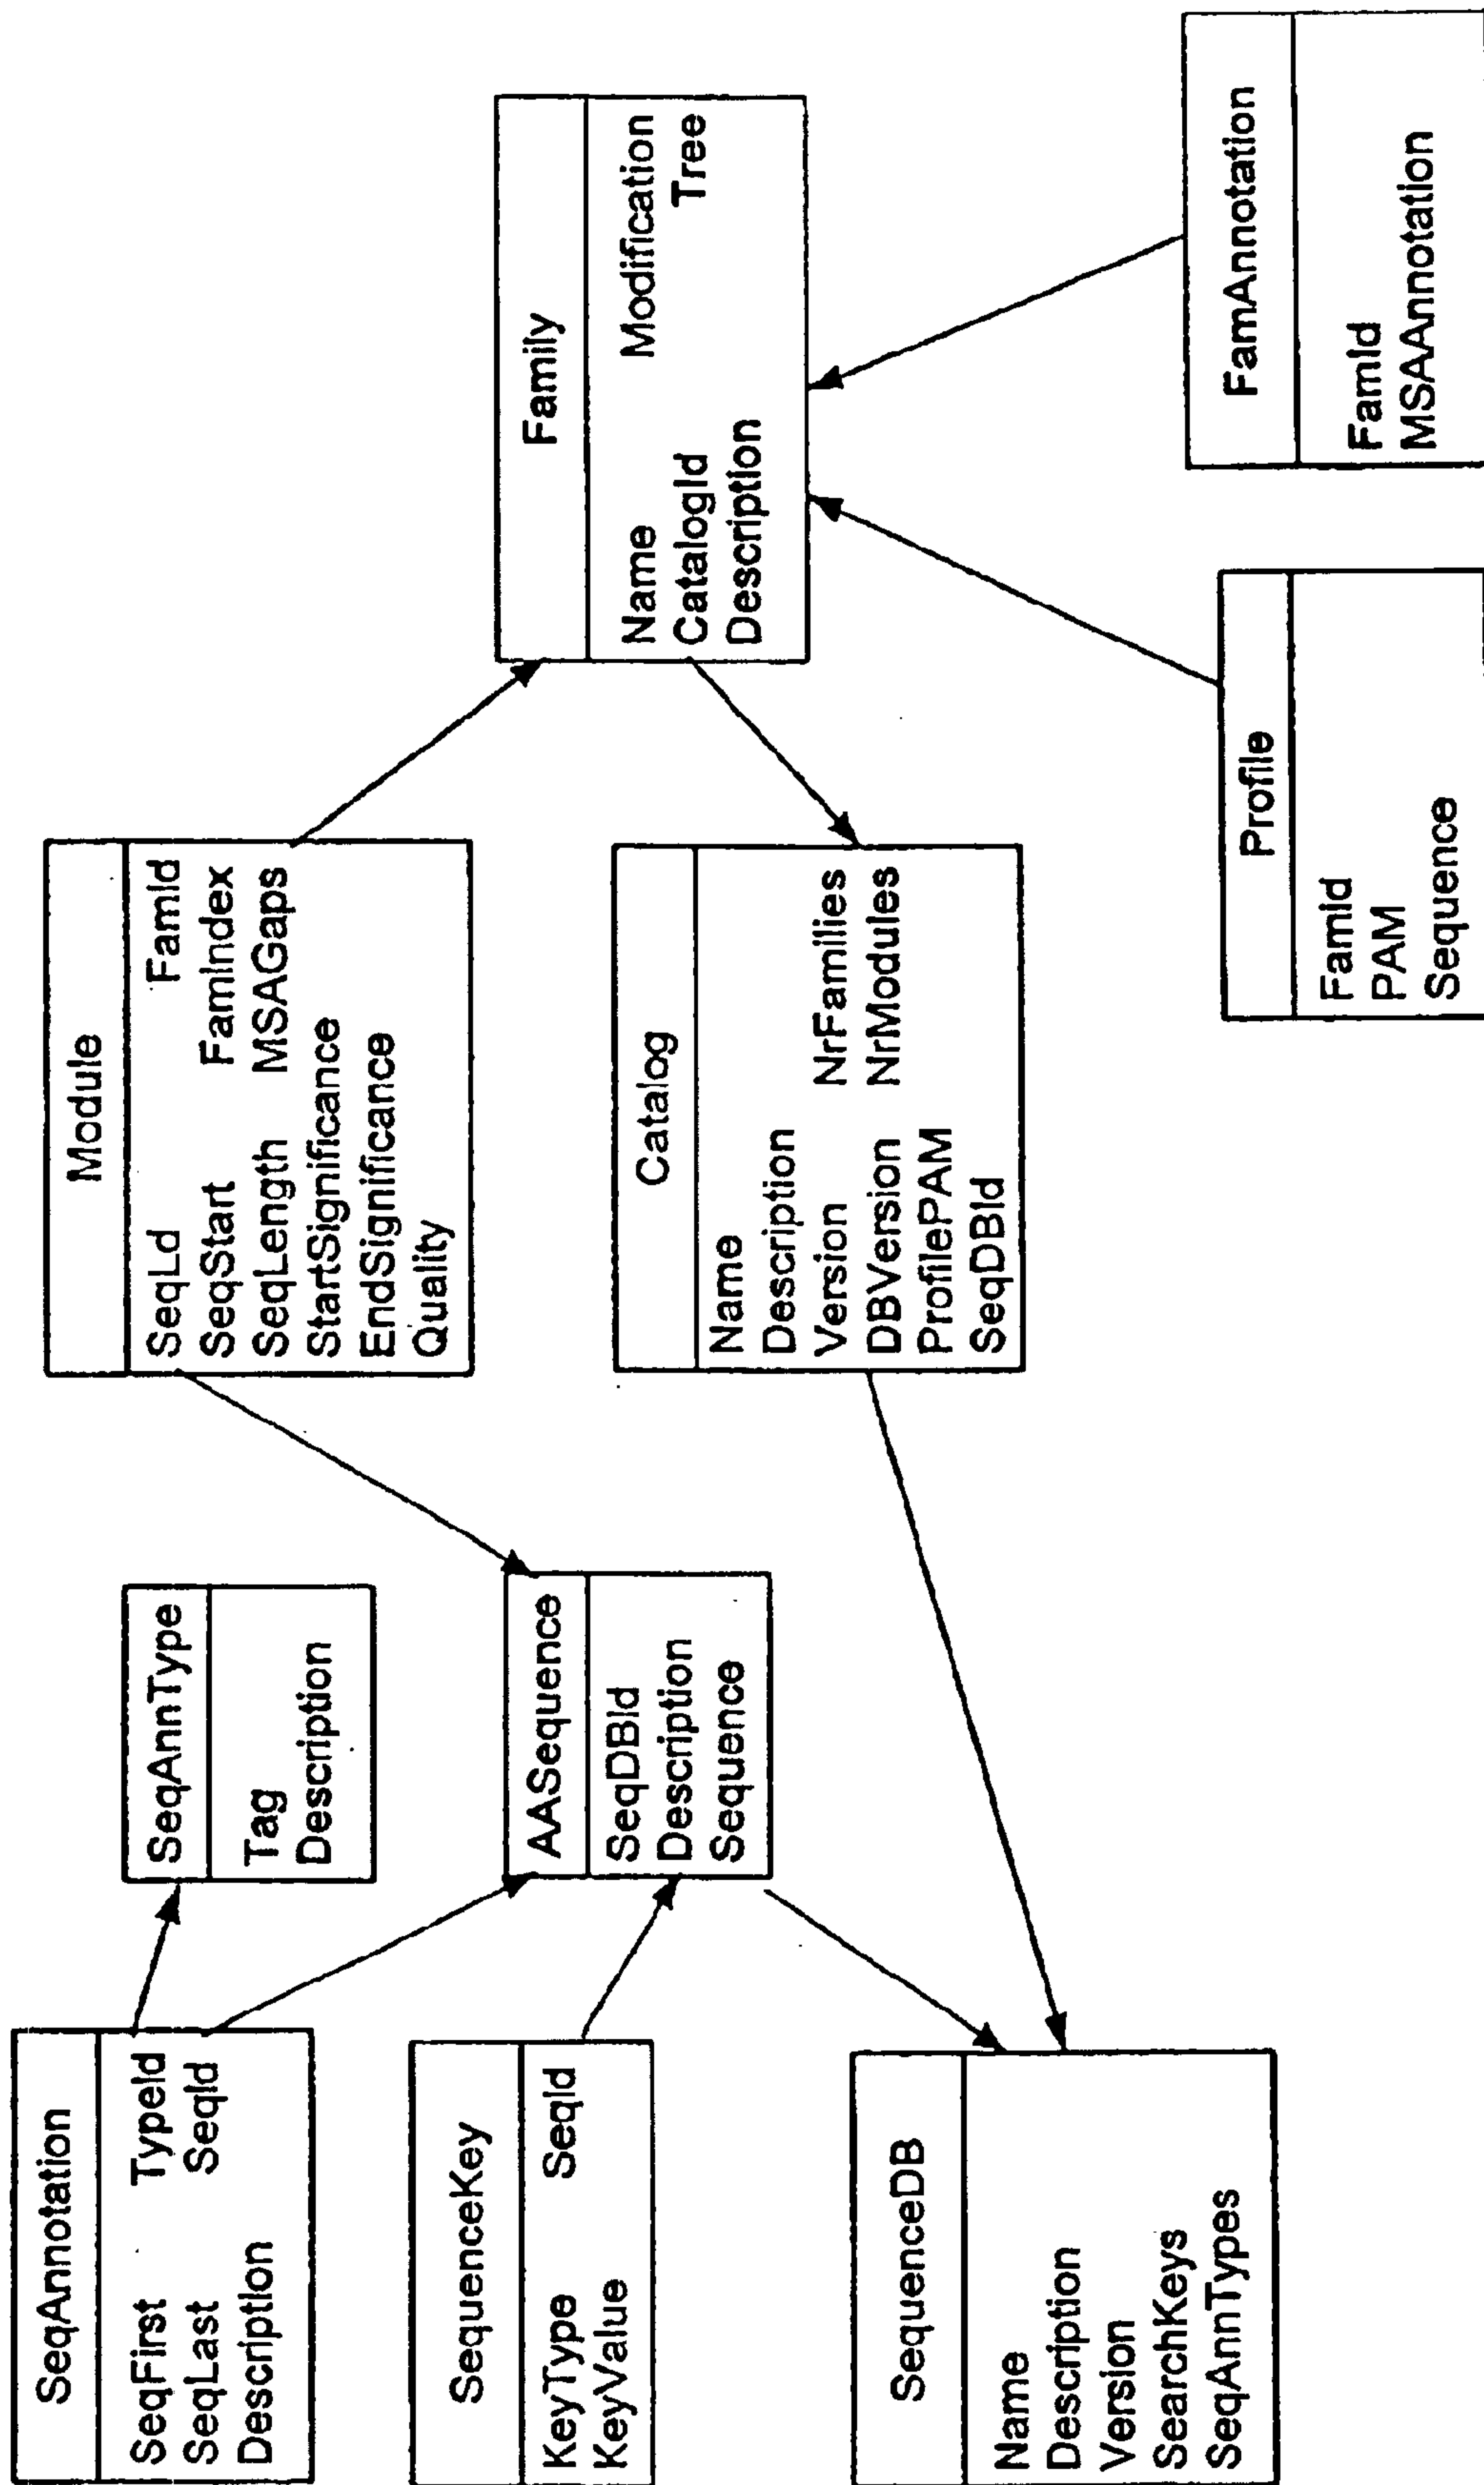 SeqAnnotation
SeqFirst TypeId
SeqLast SeqId
Description
SeqAnnType
Tag
Description
Module
SeqLd FamId
SeqStart FamIndex
SeqLength MSAGaps
StartSignificance
EndSignificance
Quality
SequenceKey
KeyType SeqId
KeyValue
AASequence
SeqDBId
Description
Sequence
Family
Name Modification
CatalogId Tree
Description
SequenceDB
Name
Description
Version
SearchKeys
SeqAnnTypes
Catalog
Name
Description
Version NrFamilies
DBVersion NrModules
ProfilePAM
SeqDBId
Profile
FamId
PAM
Sequence
FamAnnotation
FamId
MSAAnnotation